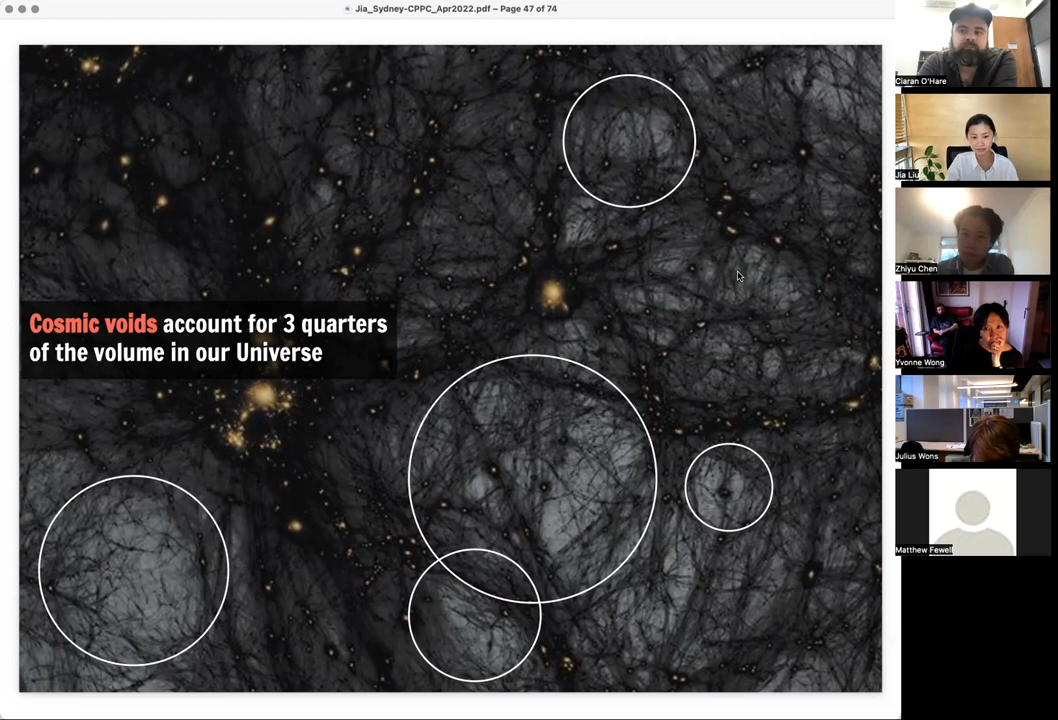 Jia_Sydney-CPPC_Apr2022.pdf – Page 47 of 74
Cosmic voids account for 3 quarters
of the volume in our Universe
Ciaran O'Hare
Jia Liu
Zhiyu Chen
Yvonne Wong
Julius Wons
Matthew Fewell